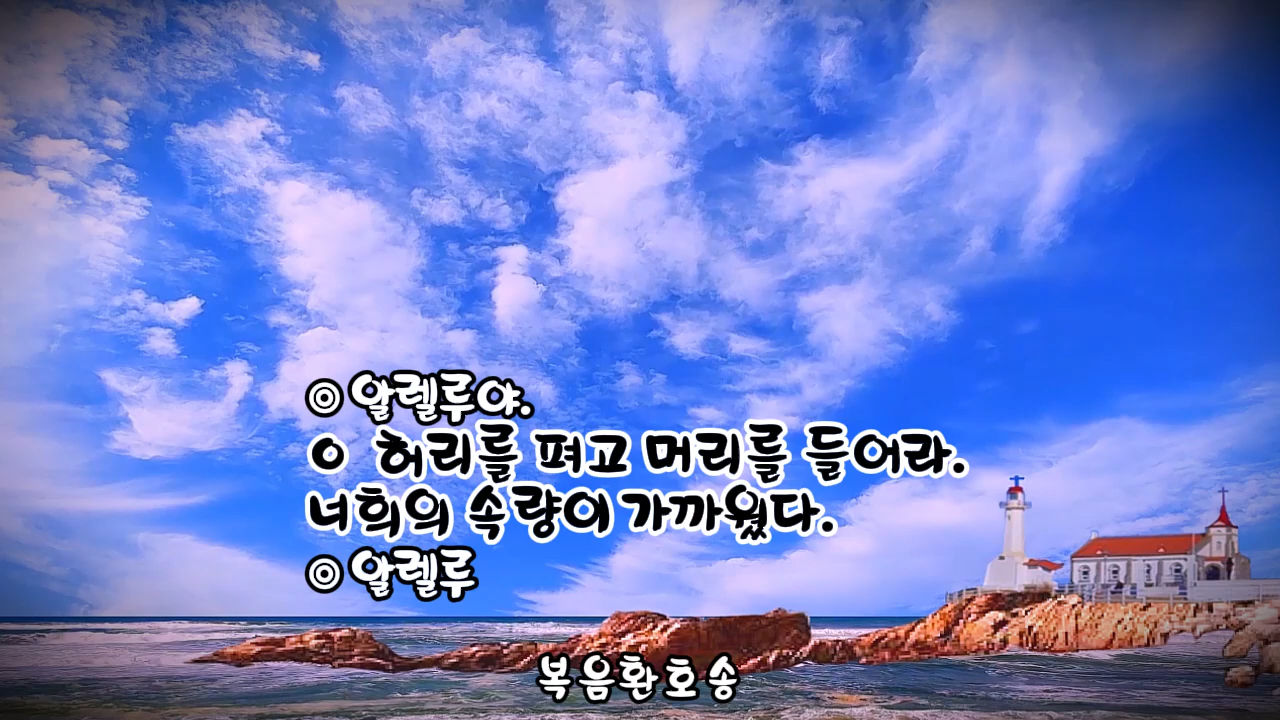 ◎ 알렐루야.
○ 허리를 펴고 머리를 들어라.
너희의 속량이 가까웠다.
◎ 알렐루
복음환호송